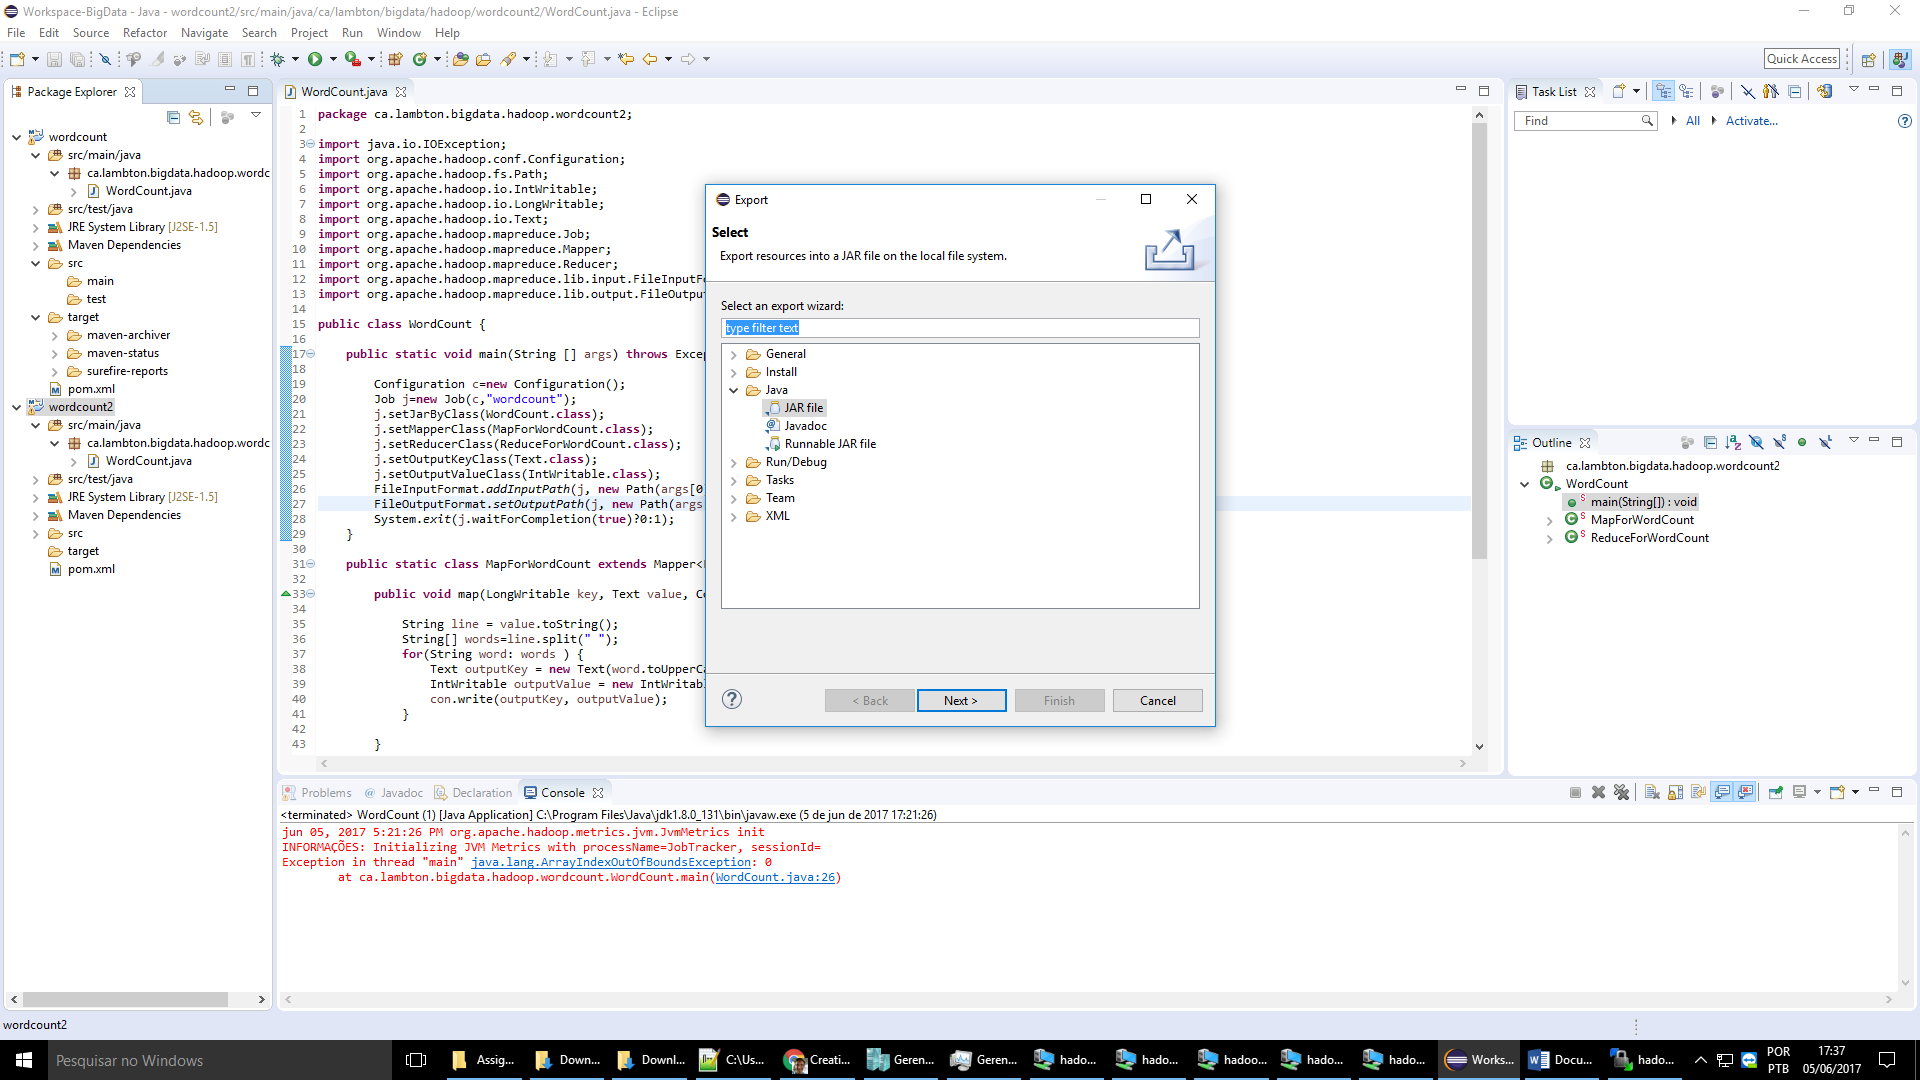 Workspace-BigData - Java - wordcount2/src/main/java/ca/lambton/bigdata/hadoop/wordcount2/WordCount.java - Eclipse
File Edit Source Refactor Navigate Search Project Run Window Help
Quick Access
Package Explorer
wordcount
src/main/java
ca.lambton.bigdata.hadoop.wordc
WordCount.java
src/test/java
JRE System Library [J2SE-1.5]
Maven Dependencies
src
main
test
target
maven-archiver
maven-status
surefire-reports
pom.xml
wordcount2
src/main/java
ca.lambton.bigdata.hadoop.wordc
WordCount.java
src/test/java
JRE System Library [J2SE-1.5]
Maven Dependencies
src
target
pom.xml
WordCount.java
1 package ca.lambton.bigdata.hadoop.wordcount2;
2
3 import java.io.IOException;
4 import org.apache.hadoop.conf.Configuration;
5 import org.apache.hadoop.fs.Path;
6 import org.apache.hadoop.io.IntWritable;
7 import org.apache.hadoop.io.LongWritable;
8 import org.apache.hadoop.io.Text;
9 import org.apache.hadoop.mapreduce.Job;
10 import org.apache.hadoop.mapreduce.Mapper;
11 import org.apache.hadoop.mapreduce.Reducer;
12 import org.apache.hadoop.mapreduce.lib.input.FileInputFo
13 import org.apache.hadoop.mapreduce.lib.output.FileOutpu
14
15 public class WordCount {
16
17 public static void main(String [] args) throws Excep
18
19 Configuration c=new Configuration();
20 Job j=new Job(c,"wordcount");
21 j.setJarByClass(WordCount.class);
22 j.setMapperClass(MapForWordCount.class);
23 j.setReducerClass(ReduceForWordCount.class);
24 j.setOutputKeyClass(Text.class);
25 j.setOutputValueClass(IntWritable.class);
26 FileInputFormat.addInputPath(j, new Path(args[0
27 FileOutputFormat.setOutputPath(j, new Path(args
28 System.exit(j.waitForCompletion(true)?0:1);
29 }
30
31 public static class MapForWordCount extends Mapper<
32
33 public void map(LongWritable key, Text value, Co
34
35 String line = value.toString();
36 String[] words=line.split(" ");
37 for(String word: words ) {
38 Text outputKey = new Text(word.toUpperCa
39 IntWritable outputValue = new IntWritab
40 con.write(outputKey, outputValue);
41 }
42
43 }
Export
Select
Export resources into a JAR file on the local file system.
Select an export wizard:
type filter text
General
Install
Java
JAR file
Javadoc
Runnable JAR file
Run/Debug
Tasks
Team
XML
< Back Next > Finish Cancel
Task List
Find All Activate...
Outline
ca.lambton.bigdata.hadoop.wordcount2
WordCount
main(String[]) : void
MapForWordCount
ReduceForWordCount
Problems Javadoc Declaration Console
<terminated> WordCount (1) [Java Application] C:\Program Files\Java\jdk1.8.0_131\bin\javaw.exe (5 de jun de 2017 17:21:26)
jun 05, 2017 5:21:26 PM org.apache.hadoop.metrics.jvm.JvmMetrics init
INFORMAÇÕES: Initializing JVM Metrics with processName=JobTracker, sessionId=
Exception in thread "main" java.lang.ArrayIndexOutOfBoundsException: 0
at ca.lambton.bigdata.hadoop.wordcount.WordCount.main(WordCount.java:26)
wordcount2
Pesquisar no Windows
Assig... Down... Downl... C:\Us... Creati... Geren... Geren... hado... hado... hadoo... hado... hado... Works... Docu... hado...
POR
PTB
17:37
05/06/2017